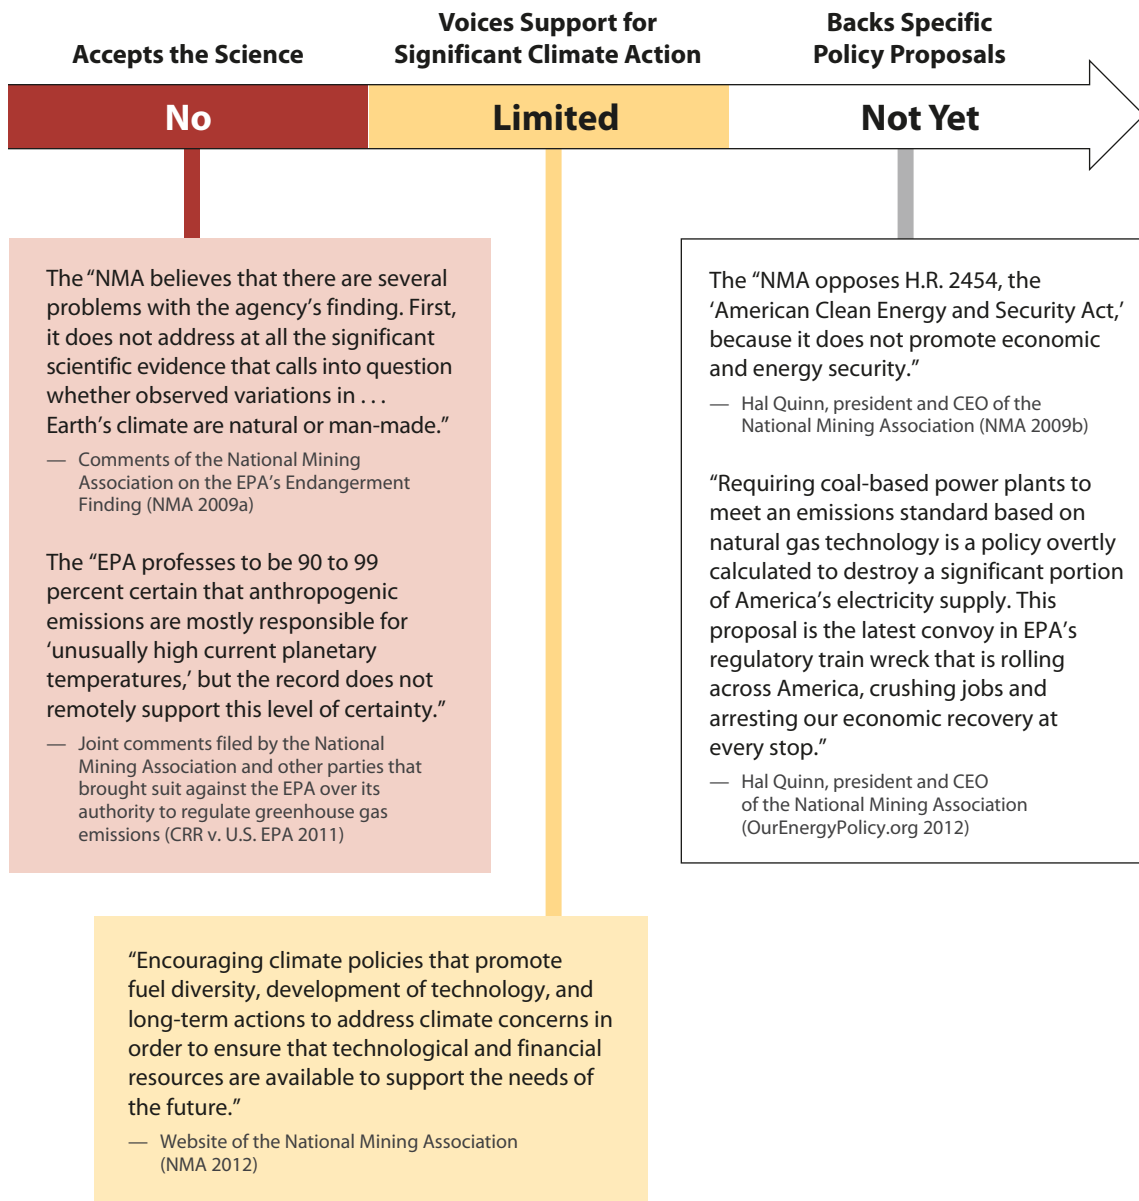 Accepts the Science
Voices Support for
Significant Climate Action
Backs Specific
Policy Proposals
No
Limited
Not Yet
The “NMA believes that there are several
problems with the agency’s finding. First,
it does not address at all the significant
scientific evidence that calls into question
whether observed variations in . . .
Earth’s climate are natural or man-made.”
— Comments of the National Mining
Association on the EPA’s Endangerment
Finding (NMA 2009a)
The “EPA professes to be 90 to 99
percent certain that anthropogenic
emissions are mostly responsible for
‘unusually high current planetary
temperatures,’ but the record does not
remotely support this level of certainty.”
— Joint comments filed by the National
Mining Association and other parties that
brought suit against the EPA over its
authority to regulate greenhouse gas
emissions (CRR v. U.S. EPA 2011)
“Encouraging climate policies that promote
fuel diversity, development of technology, and
long-term actions to address climate concerns in
order to ensure that technological and financial
resources are available to support the needs of
the future.”
— Website of the National Mining Association
(NMA 2012)
The “NMA opposes H.R. 2454, the
‘American Clean Energy and Security Act,’
because it does not promote economic
and energy security.”
— Hal Quinn, president and CEO of the
National Mining Association (NMA 2009b)
“Requiring coal-based power plants to
meet an emissions standard based on
natural gas technology is a policy overtly
calculated to destroy a significant portion
of America’s electricity supply. This
proposal is the latest convoy in EPA’s
regulatory train wreck that is rolling
across America, crushing jobs and
arresting our economic recovery at
every stop.”
— Hal Quinn, president and CEO
of the National Mining Association
(OurEnergyPolicy.org 2012)